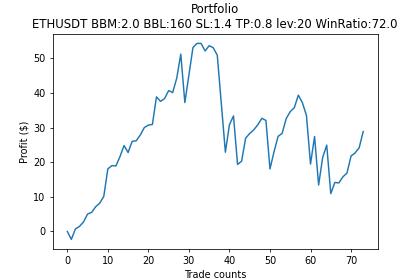 Portfolio
ETHUSDT BBM:2.0 BBL:160 SL:1.4 TP:0.8 lev:20 WinRatio:72.0
Profit ($)
50
40
30
20
10
0
0 10 20 30 40 50 60 70
Trade counts